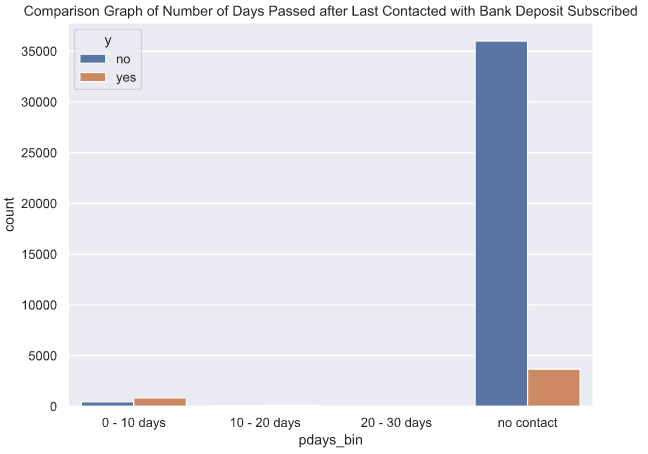 Comparison Graph of Number of Days Passed after Last Contacted with Bank Deposit Subscribed
y
no
yes
35000
30000
25000
20000
15000
10000
5000
0
count
0 - 10 days
10 - 20 days
20 - 30 days
no contact
pdays_bin